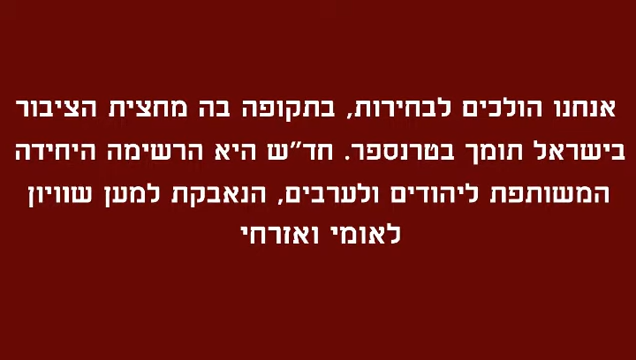 אנחנו הולכים לבחירות, בתקופה בה מחצית הציבור
בישראל תומך בטרנספר. חד"ש היא הרשימה היחידה
המשותפת ליהודים ולערבים, הנאבקת למען שוויון
לאומי ואזרחי